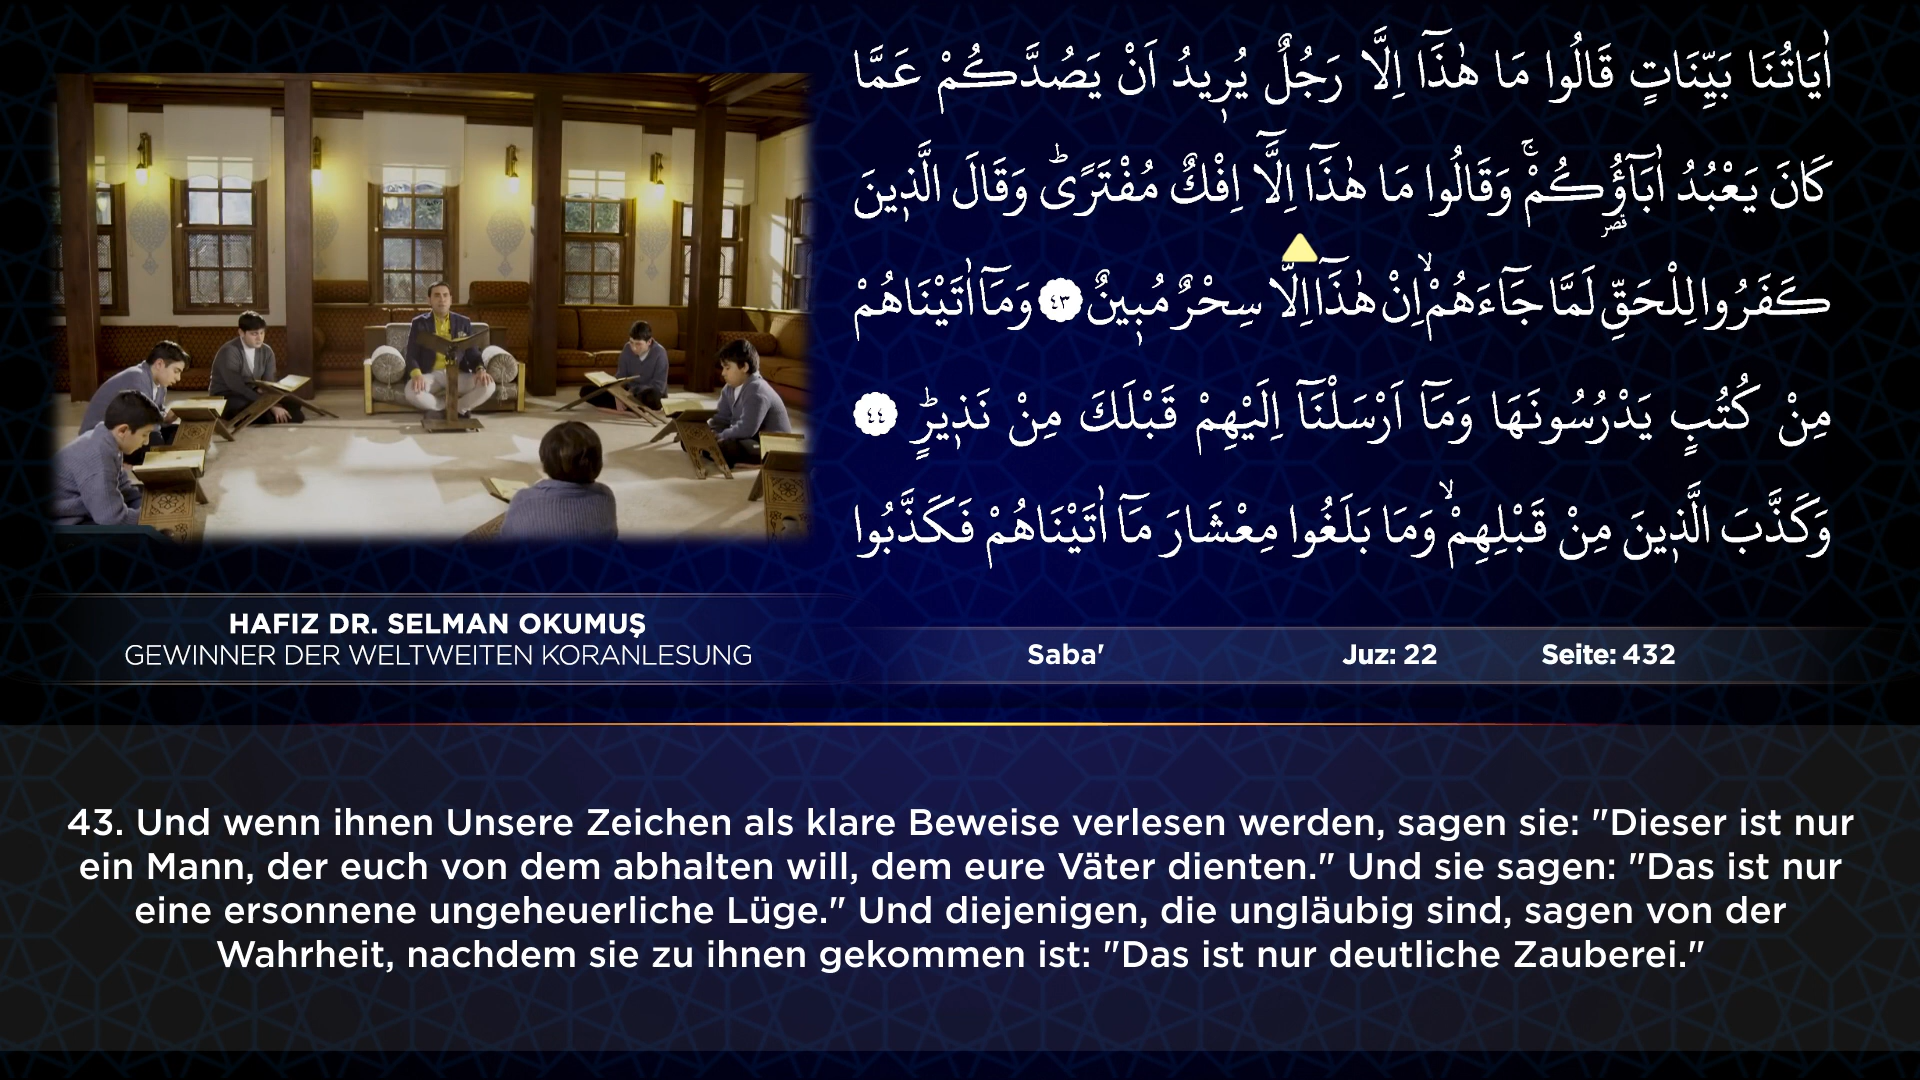 اٰيَاتُنَا بَيِّنَاتٍ قَالُوا مَا هٰذَٓا اِلَّا رَجُلٌ يُرٖيدُ اَنْ يَصُدَّكُمْ عَمَّا
كَانَ يَعْبُدُ اٰبَٓاؤُ۬كُمْۚ وَقَالُوا مَا هٰذَٓا اِلَّٓا اِفْكٌ مُفْتَرًىۜ وَقَالَ الَّذٖينَ
كَفَرُوا لِلْحَقِّ لَمَّا جَٓاءَهُمْۙ اِنْ هٰذَٓا اِلَّا سِحْرٌ مُبٖينٌ ٤٣ وَمَٓا اٰتَيْنَاهُمْ
مِنْ كُتُبٍ يَدْرُسُونَهَا وَمَٓا اَرْسَلْنَٓا اِلَيْهِمْ قَبْلَكَ مِنْ نَذٖيرٍۜ ٤٤
وَكَذَّبَ الَّذٖينَ مِنْ قَبْلِهِمْۙ وَمَا بَلَغُوا مِعْشَارَ مَٓا اٰتَيْنَاهُمْ فَكَذَّبُوا
HAFIZ DR. SELMAN OKUMUŞ
GEWINNER DER WELTWEITEN KORANLESUNG
Saba' Juz: 22 Seite: 432
43. Und wenn ihnen Unsere Zeichen als klare Beweise verlesen werden, sagen sie: "Dieser ist nur
ein Mann, der euch von dem abhalten will, dem eure Väter dienten." Und sie sagen: "Das ist nur
eine ersonnene ungeheuerliche Lüge." Und diejenigen, die ungläubig sind, sagen von der
Wahrheit, nachdem sie zu ihnen gekommen ist: "Das ist nur deutliche Zauberei."